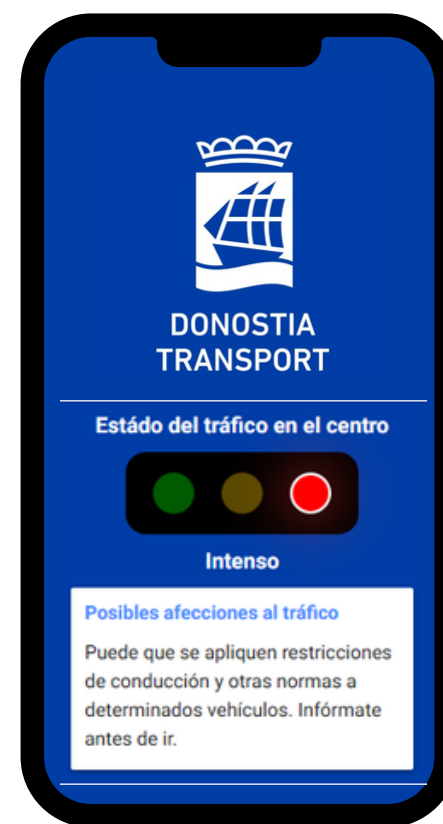 DONOSTIA
TRANSPORT
Estádo del tráfico en el centro
Intenso
Posibles afecciones al tráfico
Puede que se apliquen restricciones
de conducción y otras normas a
determinados vehículos. Infórmate
antes de ir.